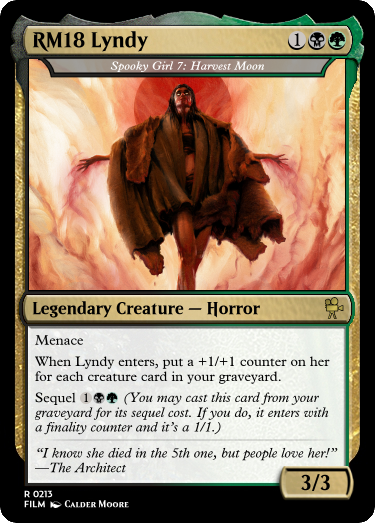 RM18 Lyndy 1
Spooky Girl 7: Harvest Moon
Legendary Creature — Horror
Menace
When Lyndy enters, put a +1/+1 counter on her
for each creature card in your graveyard.
Sequel 1 (You may cast this card from your
graveyard for its sequel cost. If you do, it enters with
a finality counter and it's a 1/1.)
“I know she died in the 5th one, but people love her!”
—The Architect
3/3
R 0213
FILM Calder Moore